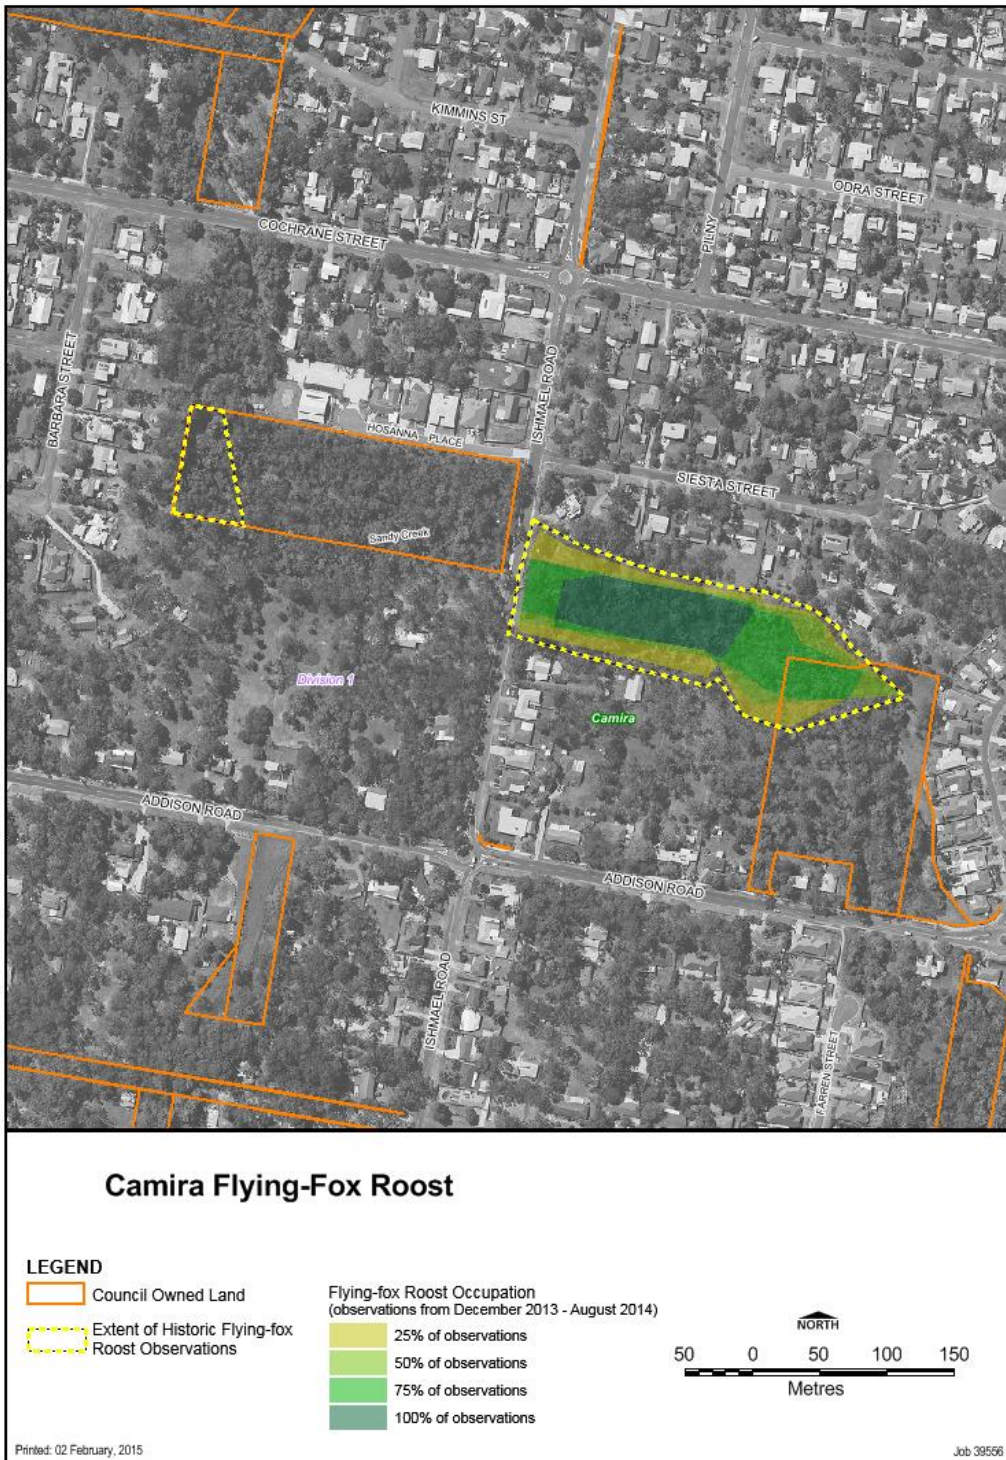 KIMMINS ST
ODRA STREET
PILNY
COCHRANE STREET
BARBARA STREET
ISHMAEL ROAD
HOSANNA PLACE
SIESTA STREET
Sandy Creek
Division 1
Camira
ADDISON ROAD
ADDISON ROAD
ISHMAEL ROAD
FARREN STREET
Camira Flying-Fox Roost
LEGEND
Council Owned Land
Extent of Historic Flying-fox
Roost Observations
Flying-fox Roost Occupation
(observations from December 2013 - August 2014)
25% of observations
50% of observations
75% of observations
100% of observations
NORTH
50 0 50 100 150
Metres
Printed: 02 February, 2015
Job 39556